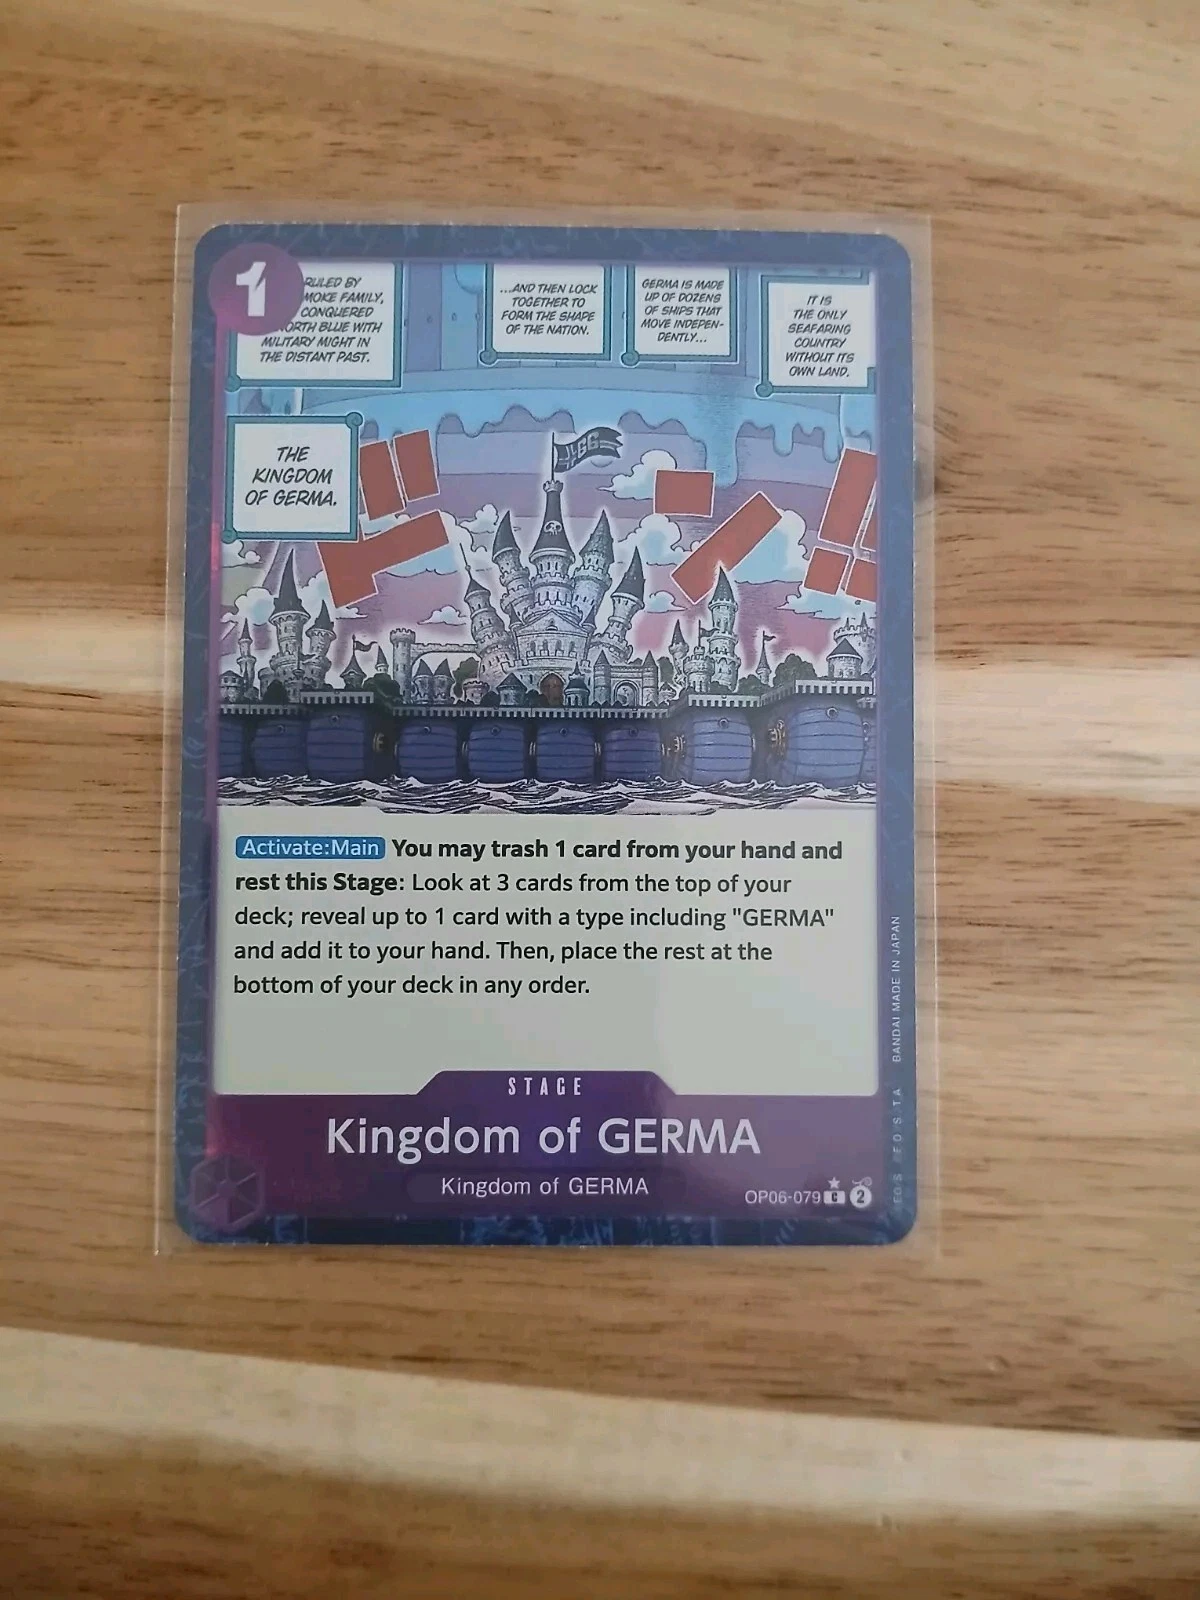 1
RULED BY
MOKE FAMILY,
CONQUERED
NORTH BLUE WITH
MILITARY MIGHT IN
THE DISTANT PAST.
...AND THEN LOCK
TOGETHER TO
FORM THE SHAPE
OF THE NATION.
GERMA IS MADE
UP OF DOZENS
OF SHIPS THAT
MOVE INDEPEN-
DENTLY...
IT IS
THE ONLY
SEAFARING
COUNTRY
WITHOUT ITS
OWN LAND.
THE
KINGDOM
OF GERMA.
66
ドン!!
Activate:Main You may trash 1 card from your hand and
rest this Stage: Look at 3 cards from the top of your
deck; reveal up to 1 card with a type including "GERMA"
and add it to your hand. Then, place the rest at the
bottom of your deck in any order.
BANDAI MADE IN JAPAN
STAGE
Kingdom of GERMA
Kingdom of GERMA
OP06-079 C 2